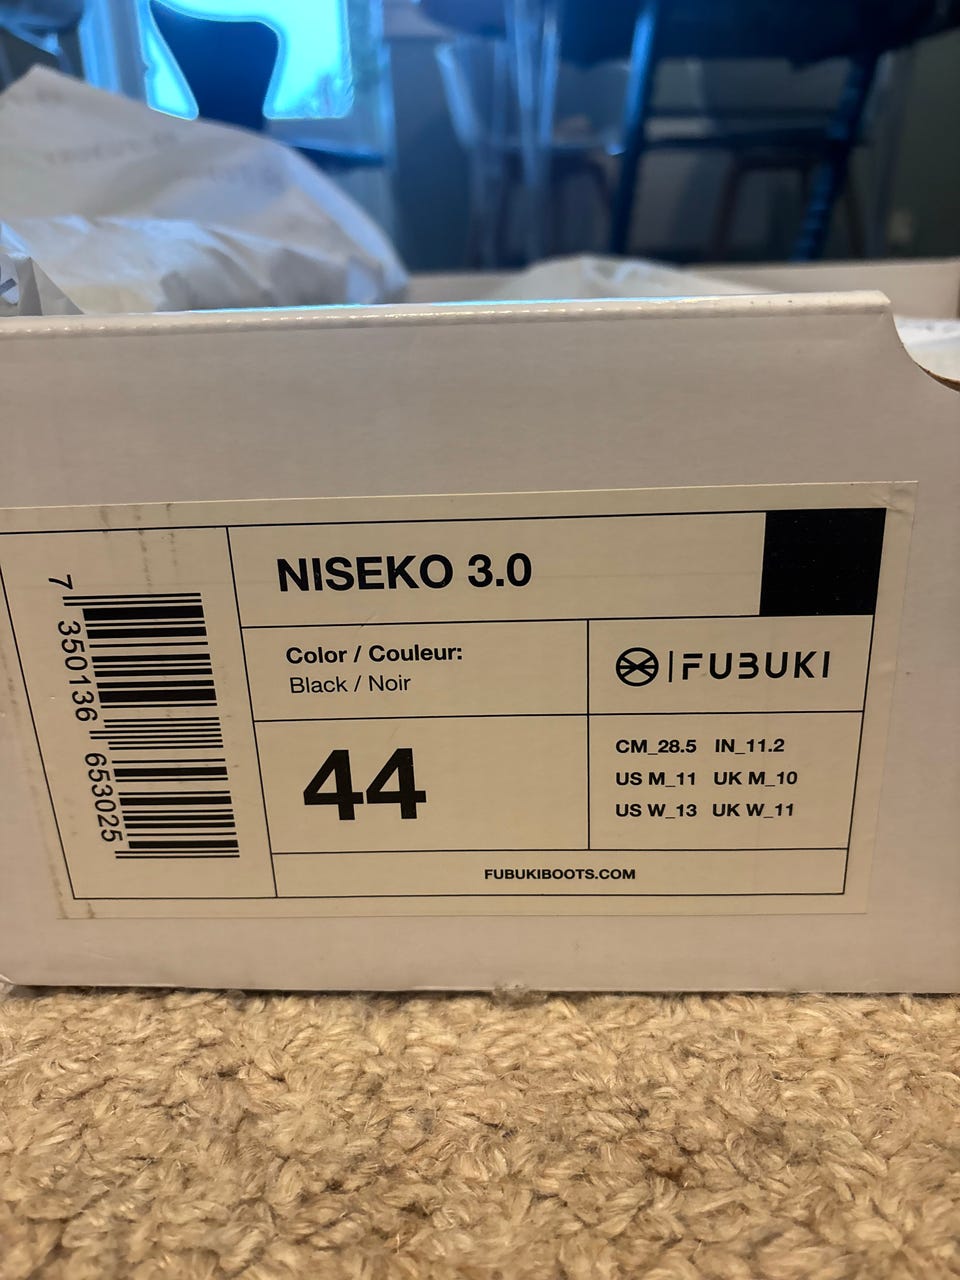 NISEKO 3.0
Color / Couleur:
Black / Noir
FUBUKI
44
CM_28.5 IN_11.2
US M_11 UK M_10
US W_13 UK W_11
FUBUKIBOOTS.COM
7 350136 653025